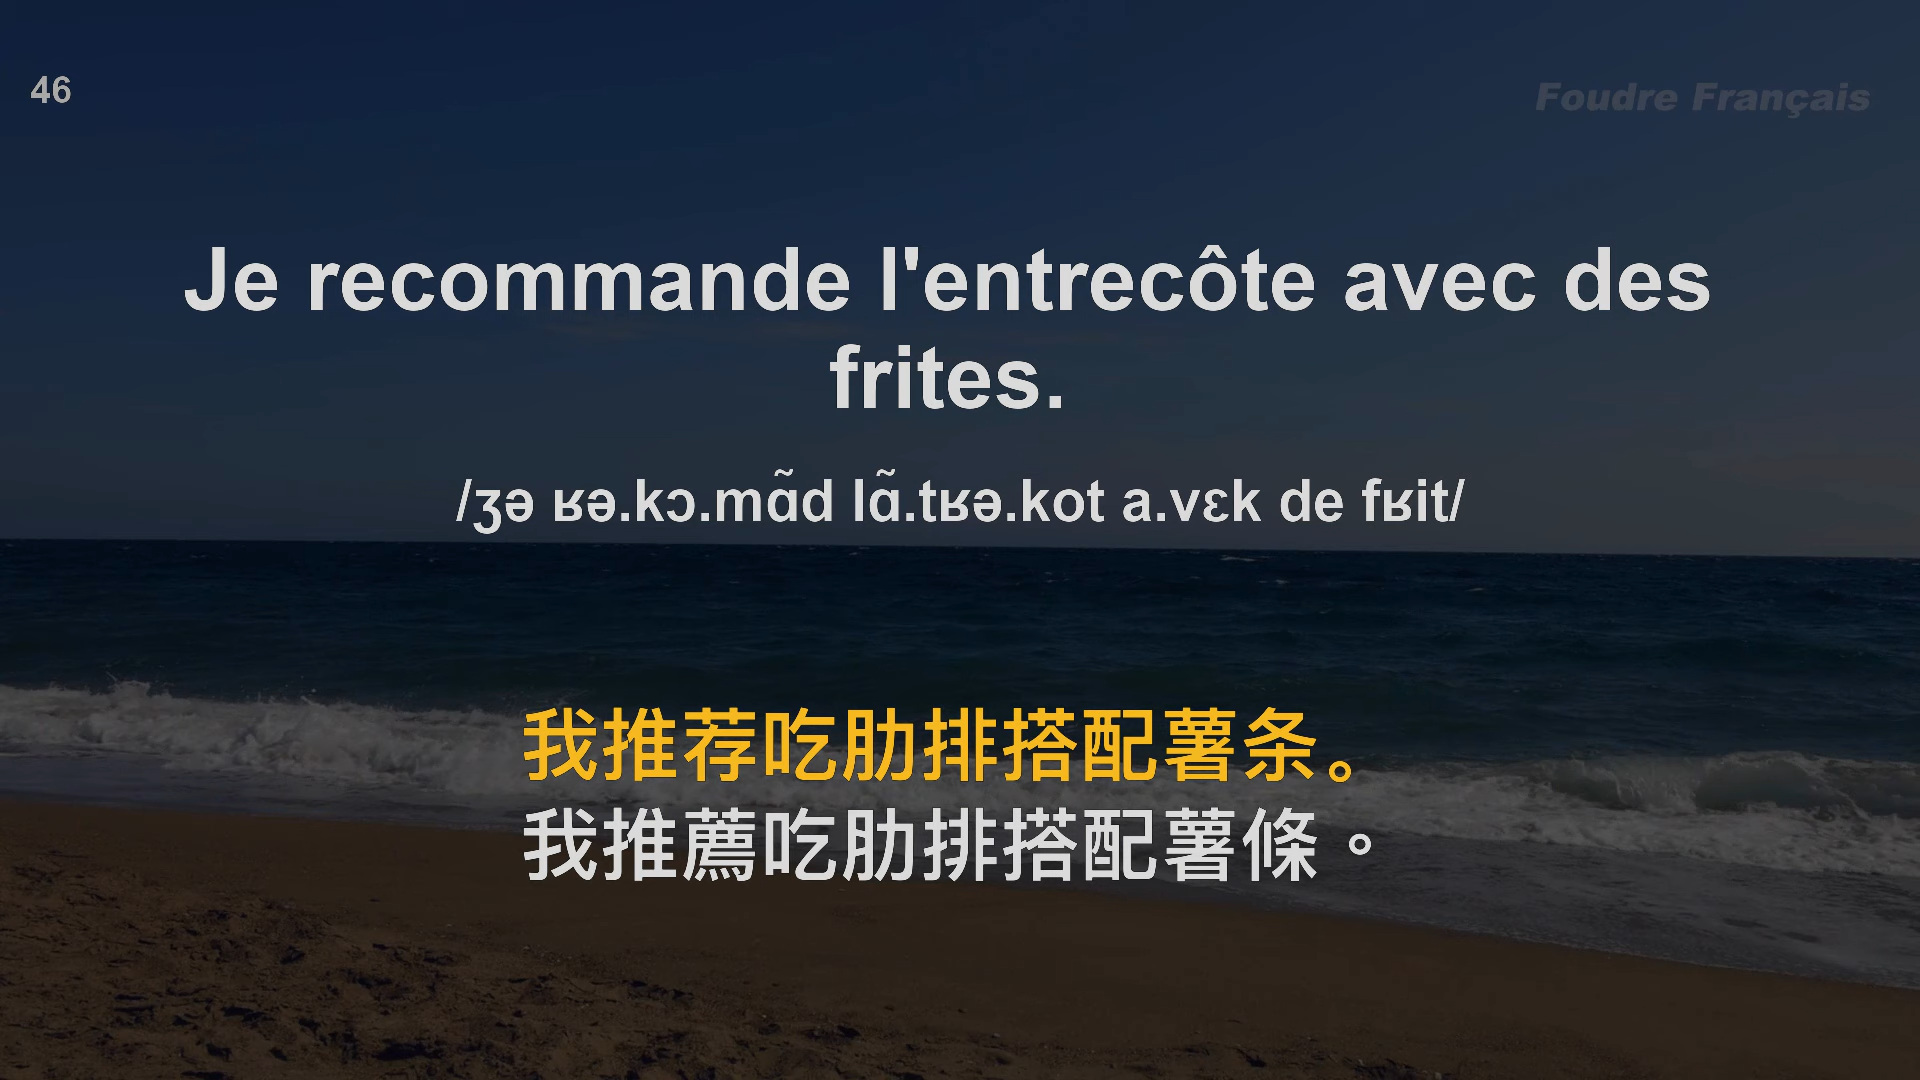 46
Foudre Français
Je recommande l'entrecôte avec des
frites.
/ʒə ʁə.kɔ.mɑ̃d lɑ̃.tʁə.kot a.vɛk de fʁit/
我推荐吃肋排搭配薯条。
我推薦吃肋排搭配薯條。